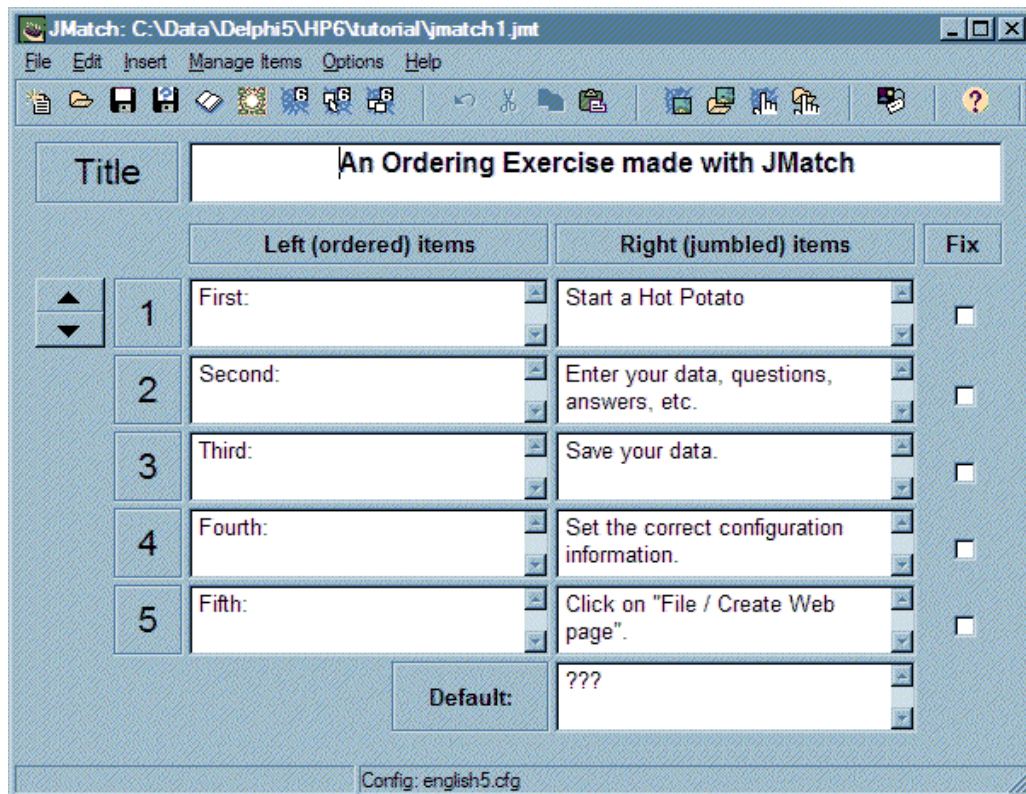 JMatch: C:\Data\Delphi5\HP6\tutorial\jmatch1.jmt
File Edit Insert Manage Items Options Help
6 6 6 ?
Title An Ordering Exercise made with JMatch
Left (ordered) items Right (jumbled) items Fix
1 First: Start a Hot Potato
2 Second: Enter your data, questions,
answers, etc.
3 Third: Save your data.
4 Fourth: Set the correct configuration
information.
5 Fifth: Click on "File / Create Web
page".
Default: ???
Config: english5.cfg